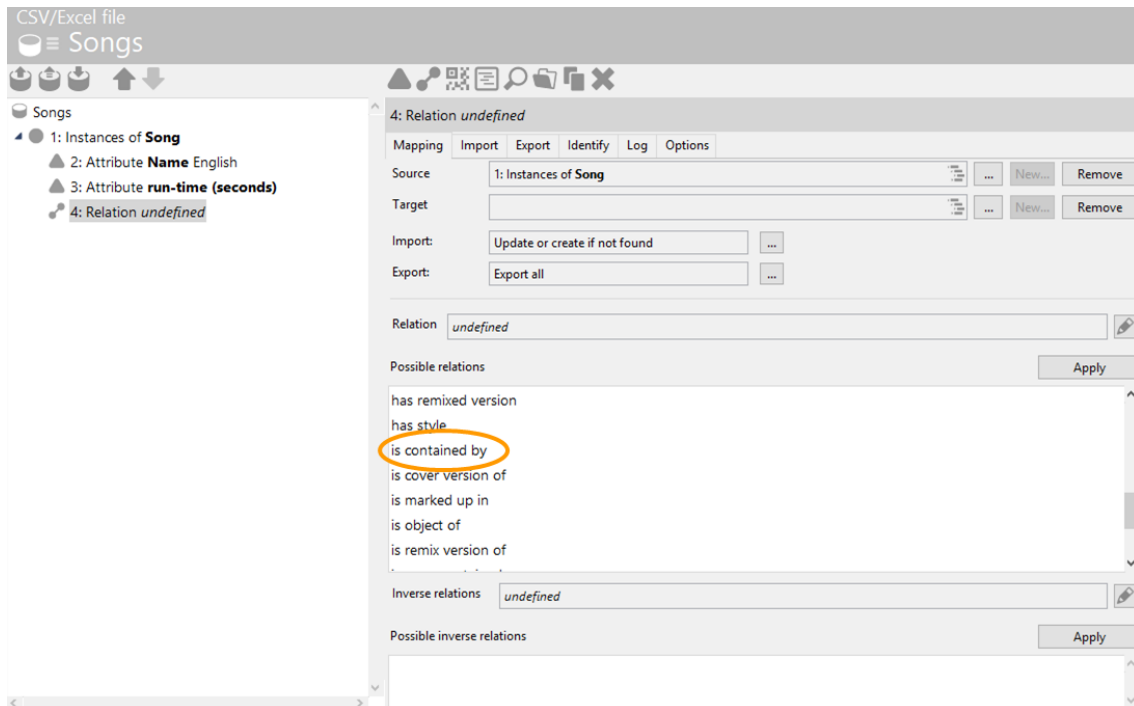 CSV/Excel file
Songs
Songs
1: Instances of Song
2: Attribute Name English
3: Attribute run-time (seconds)
4: Relation undefined
4: Relation undefined
Mapping Import Export Identify Log Options
Source 1: Instances of Song ... New... Remove
Target ... New... Remove
Import: Update or create if not found ...
Export: Export all ...
Relation undefined
Possible relations Apply
has remixed version
has style
is contained by
is cover version of
is marked up in
is object of
is remix version of
Inverse relations undefined
Possible inverse relations Apply